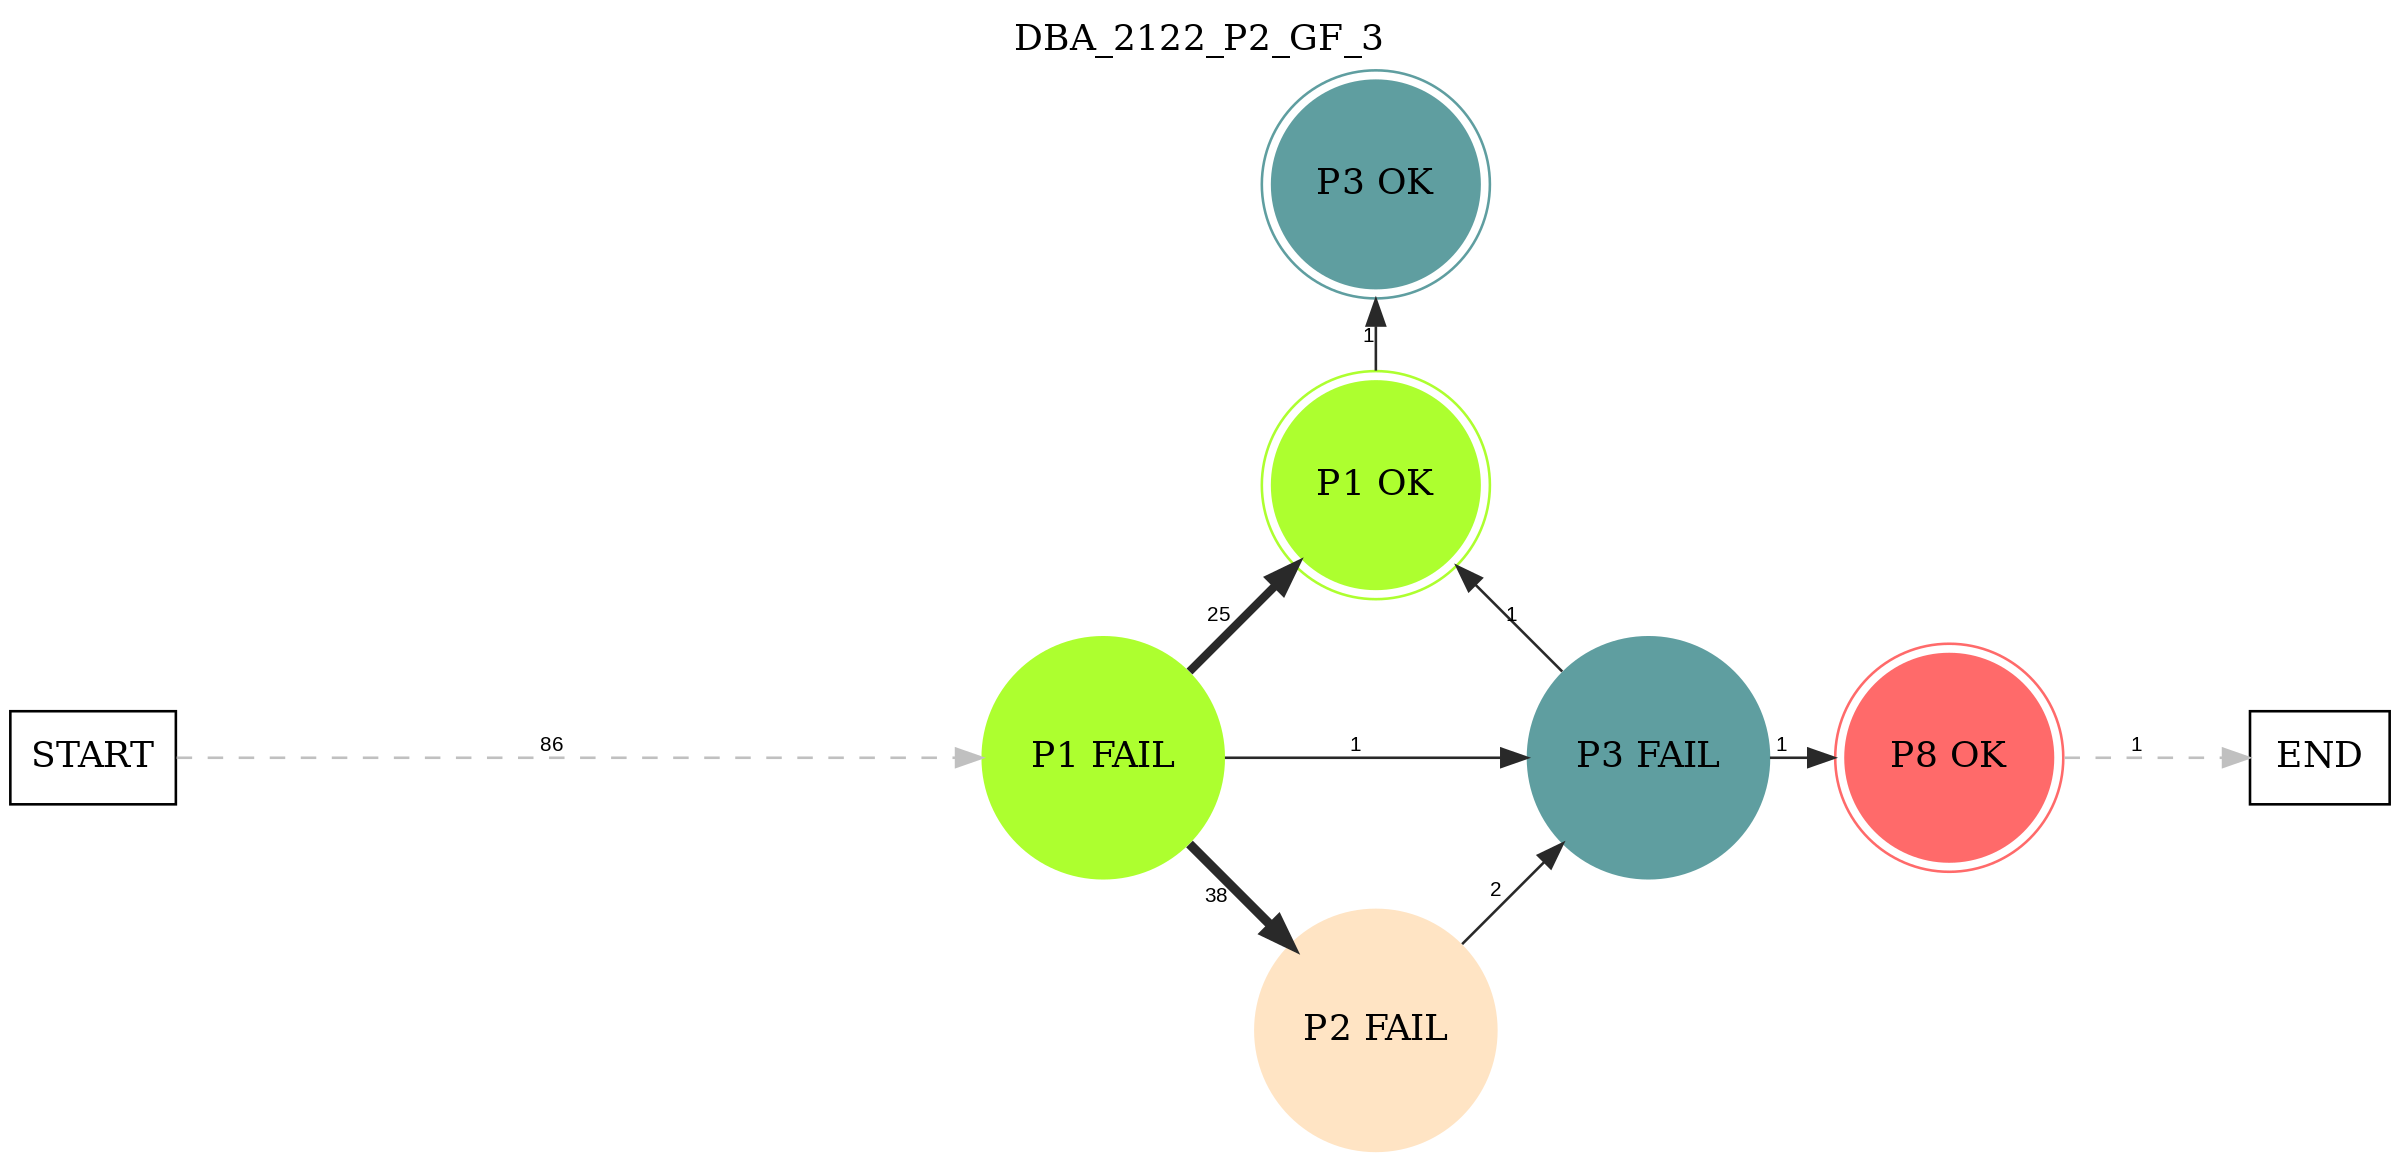 DBA_2122_P2_GF_3
P3 OK
1
P1 OK
25
1
START
86
P1 FAIL
1
P3 FAIL
1
P8 OK
1
END
38
2
P2 FAIL